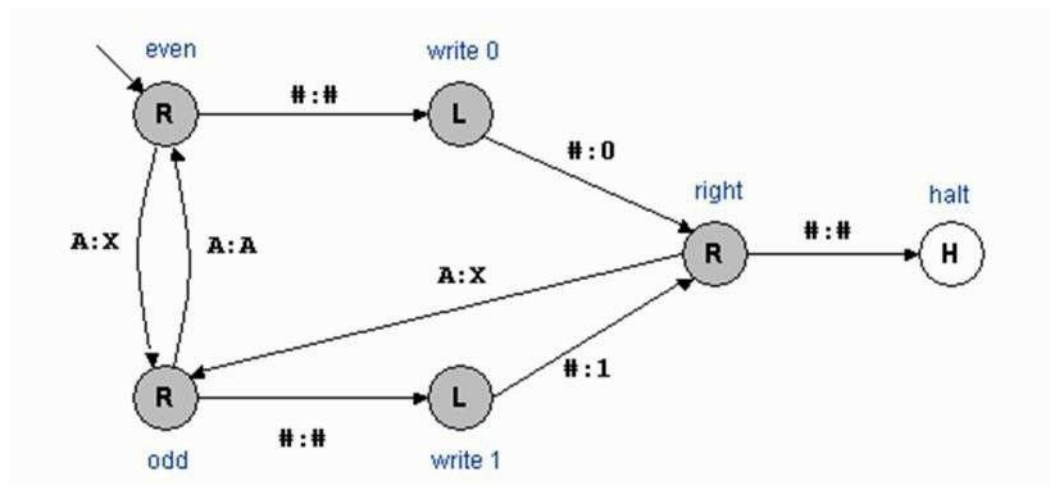 even
write 0
R
#:#
L
#:0
right
halt
A:X
A:A
R
#:#
H
A:X
R
#:#
L
#:1
odd
write 1